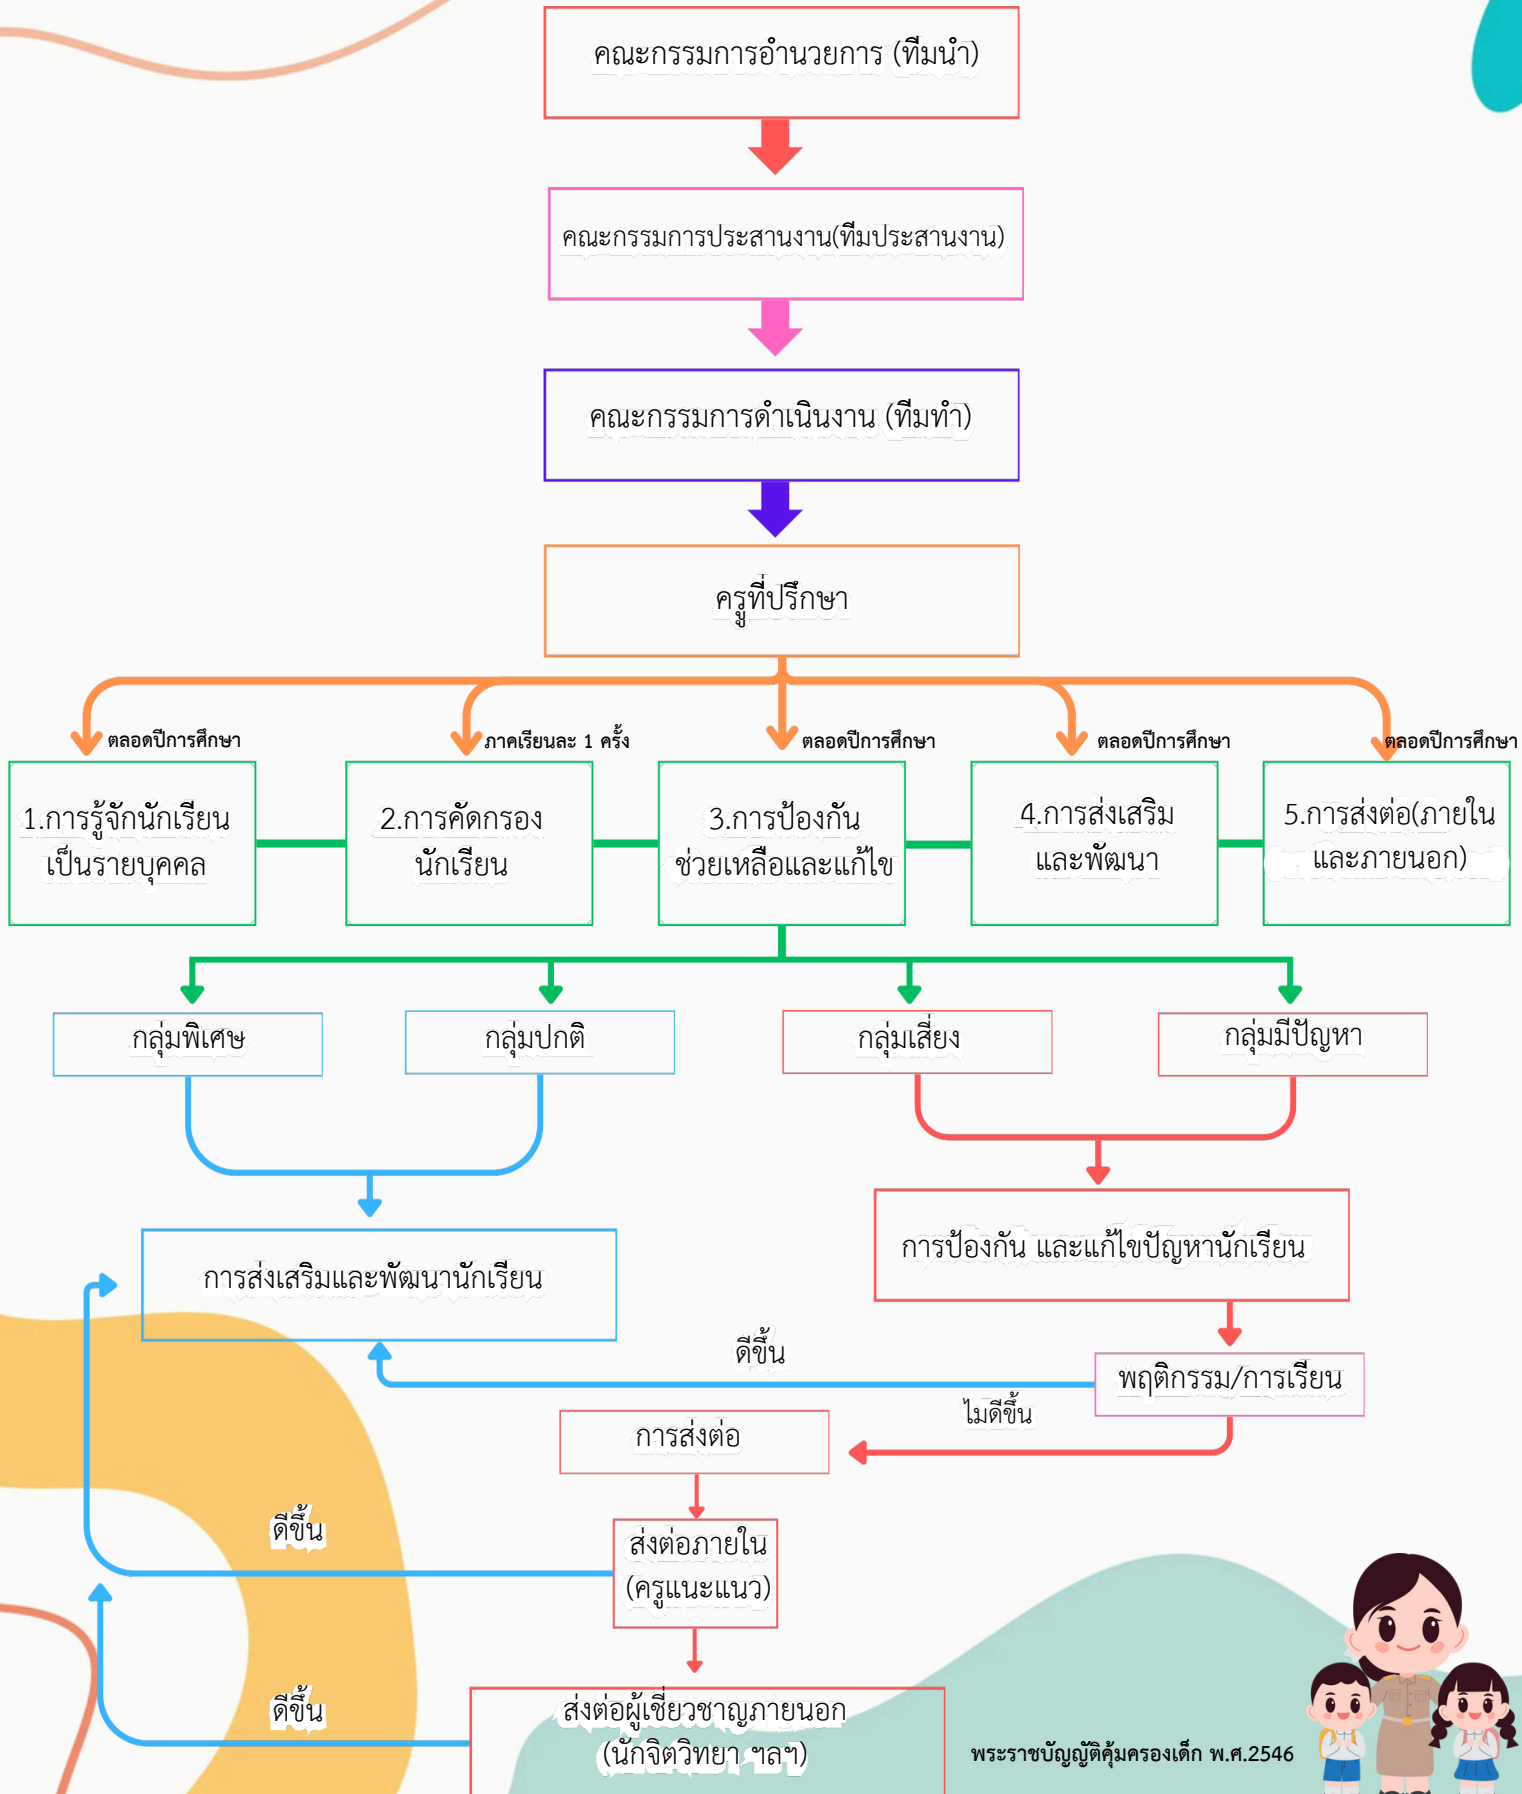 คณะกรรมการอำนวยการ (ทีมนำ)
คณะกรรมการประสานงาน(ทีมประสานงาน)
คณะกรรมการดำเนินงาน (ทีมทำ)
ครูที่ปรึกษา
ตลอดปีการศึกษา
ภาคเรียนละ 1 ครั้ง
ตลอดปีการศึกษา
ตลอดปีการศึกษา
ตลอดปีการศึกษา
1.การรู้จักนักเรียน
เป็นรายบุคคล
2.การคัดกรอง
นักเรียน
3.การป้องกัน
ช่วยเหลือและแก้ไข
4.การส่งเสริม
และพัฒนา
5.การส่งต่อ(ภายใน
และภายนอก)
กลุ่มพิเศษ
กลุ่มปกติ
กลุ่มเสี่ยง
กลุ่มมีปัญหา
การป้องกัน และแก้ไขปัญหานักเรียน
การส่งเสริมและพัฒนานักเรียน
ดีขึ้น
พฤติกรรม/การเรียน
ไมดีขึ้น
การส่งต่อ
ดีขึ้น
ส่งต่อภายใน
(ครูแนะแนว)
ดีขึ้น
ส่งต่อผู้เชี่ยวชาญภายนอก
(นักจิตวิทยา ฯลฯ)
พระราชบัญญัติคุ้มครองเด็ก พ.ศ.2546